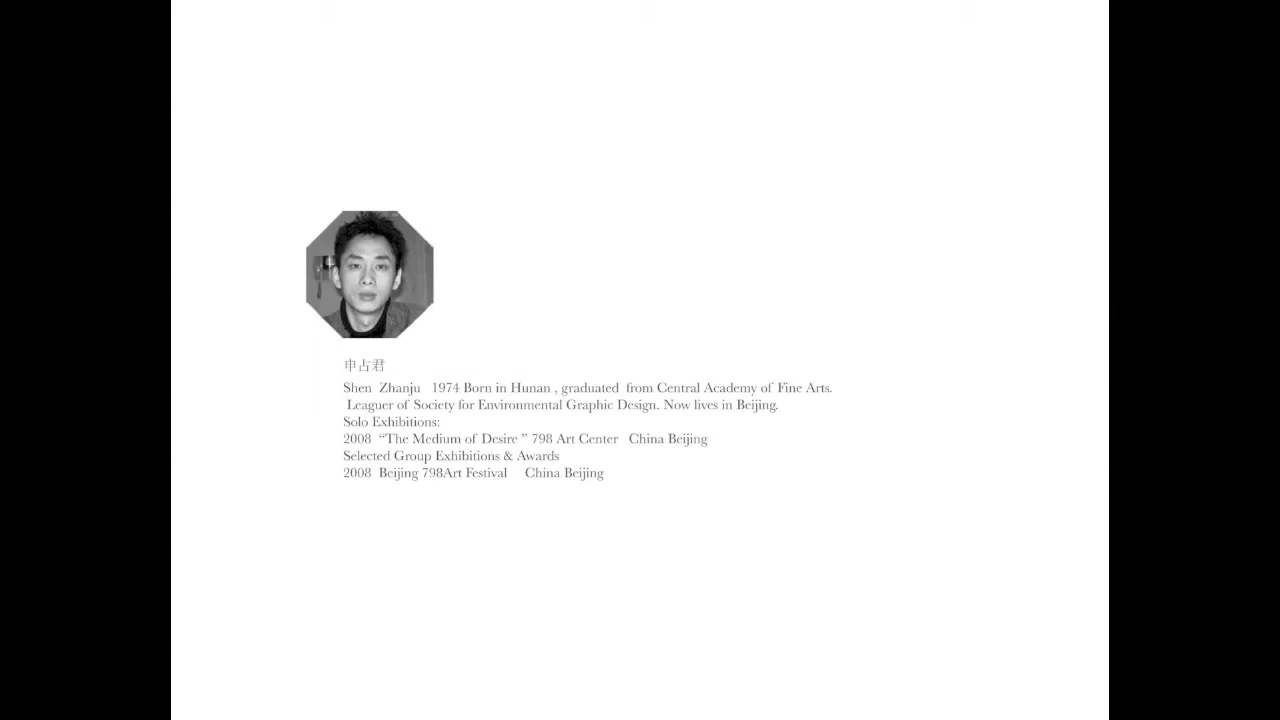 申占君
Shen Zhanju 1974 Born in Hunan , graduated from Central Academy of Fine Arts.
Leaguer of Society for Environmental Graphic Design. Now lives in Beijing.
Solo Exhibitions:
2008 “The Medium of Desire ” 798 Art Center China Beijing
Selected Group Exhibitions & Awards
2008 Beijing 798Art Festival China Beijing